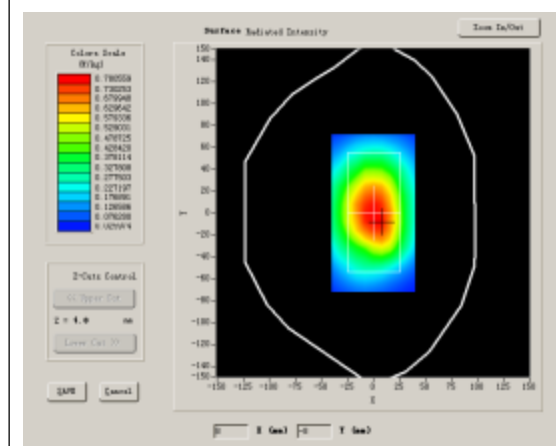 Surface Radiated Intensity
Zoom In/Out
Colors Scale
(W/kg)
0.780559
0.730253
0.679948
0.629642
0.579336
0.529031
0.478725
0.428420
0.378114
0.327808
0.277503
0.227197
0.176891
0.126586
0.076280
0.025974
Z-Cuts Control
Z = 4.0 mm
Lower Cut >>
SAVE
Cancel
150
140
120
100
80
60
40
20
0
-20
-40
-60
-80
-100
-120
-140
-150
Y
-150 -125 -100 -75 -50 -25 0 25 50 75 100 125 150
X
X (mm)
Y (mm)